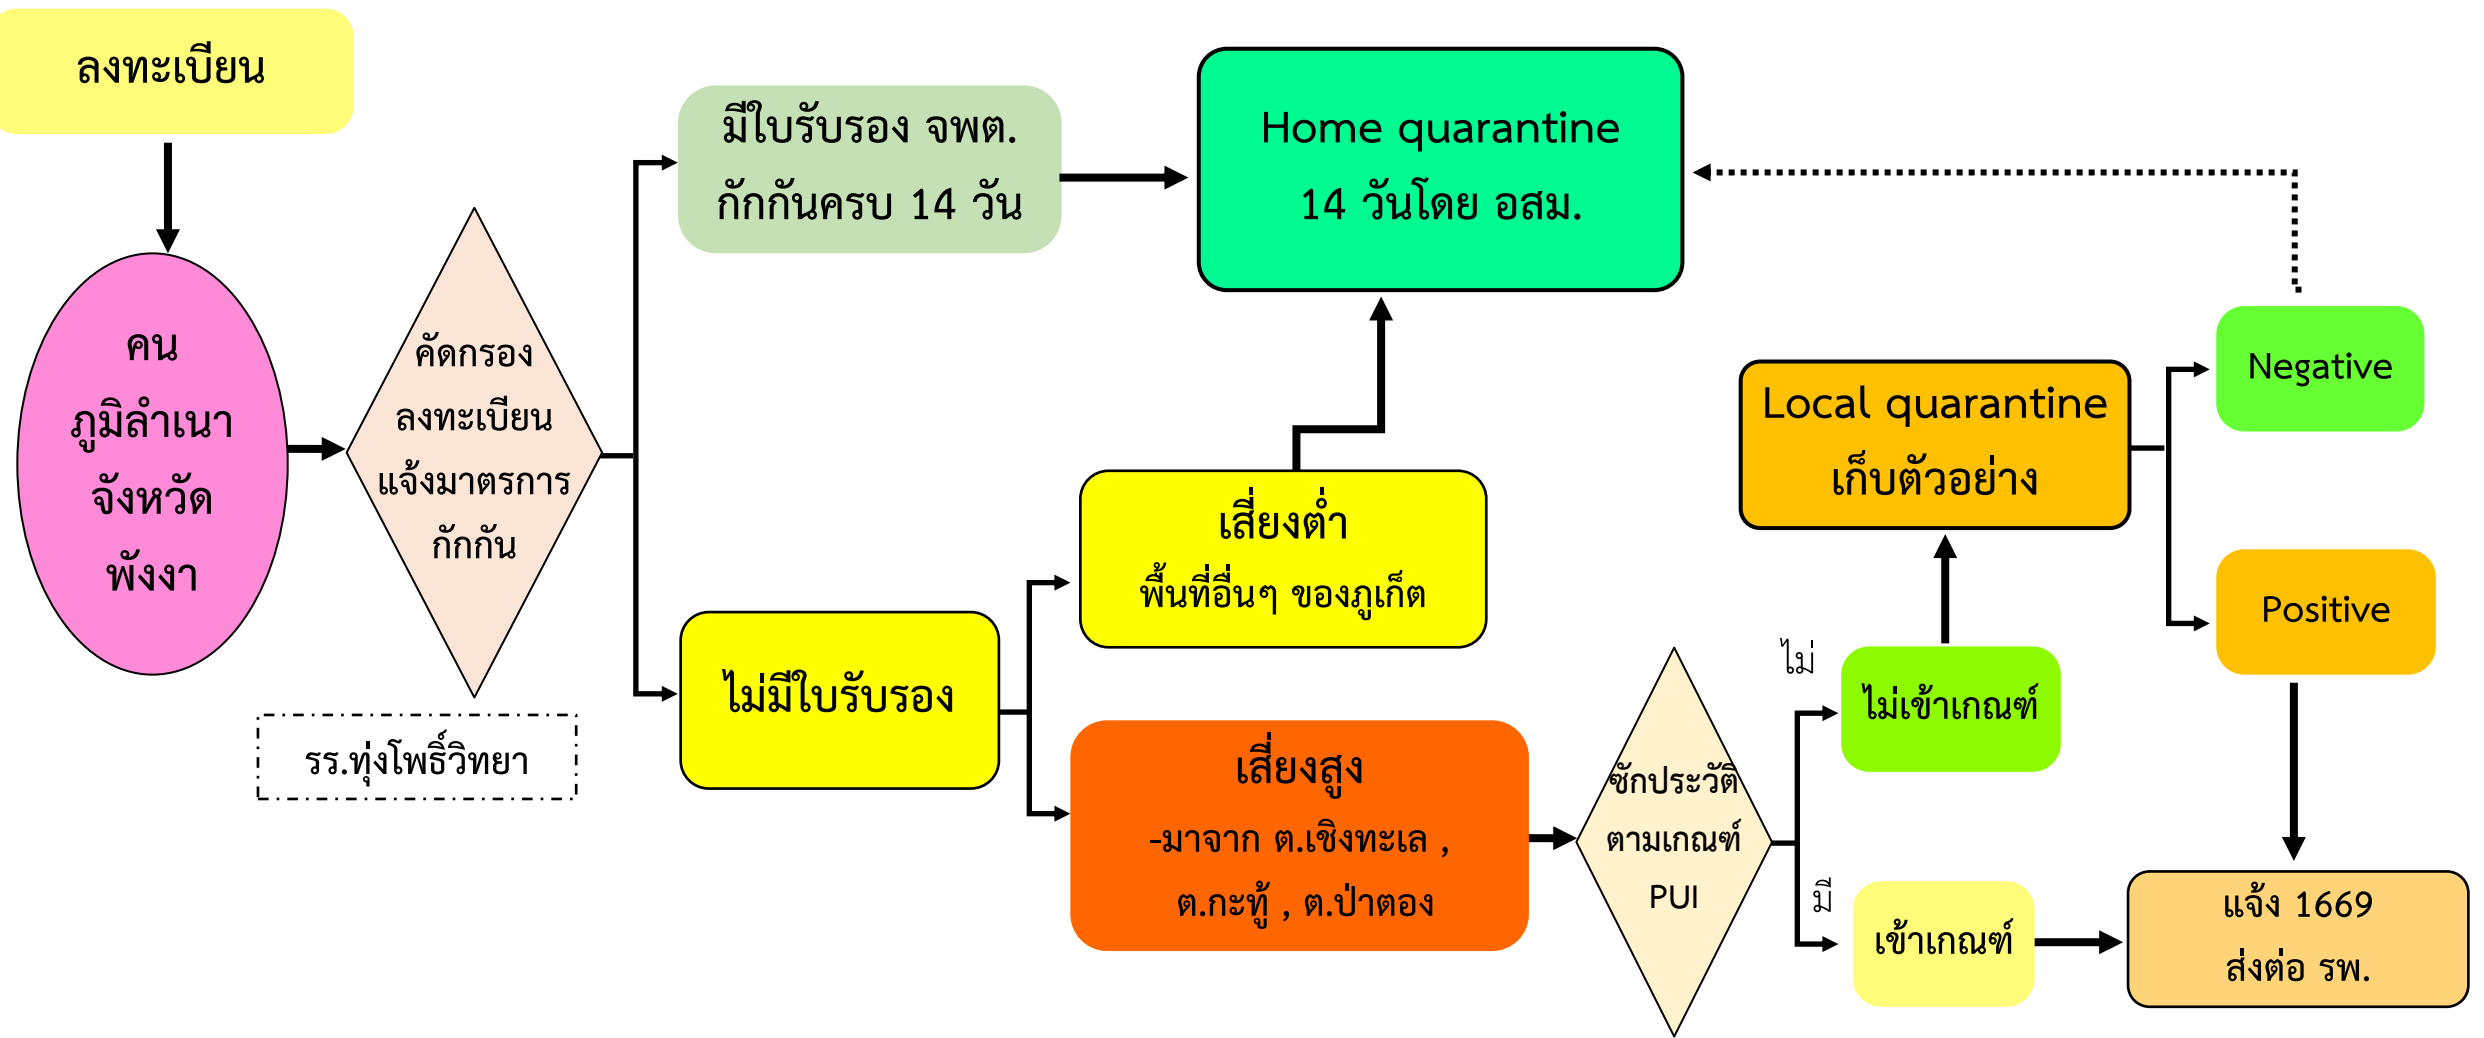 ลงทะเบียน
คน
ภูมิลำเนา
จังหวัด
พังงา
คัดกรอง
ลงทะเบียน
แจ้งมาตรการ
กักกัน
รร.ทุ่งโพธิ์วิทยา
มีใบรับรอง จพต.
กักกันครบ 14 วัน
Home quarantine
14 วันโดย อสม.
ไม่มีใบรับรอง
เสี่ยงต่ำ
พื้นที่อื่นๆ ของภูเก็ต
เสี่ยงสูง
-มาจาก ต.เชิงทะเล ,
ต.กะทู้ , ต.ป่าตอง
ซักประวัติ
ตามเกณฑ์
PUI
ไม่
ไม่เข้าเกณฑ์
มี
เข้าเกณฑ์
Local quarantine
เก็บตัวอย่าง
Negative
Positive
แจ้ง 1669
ส่งต่อ รพ.